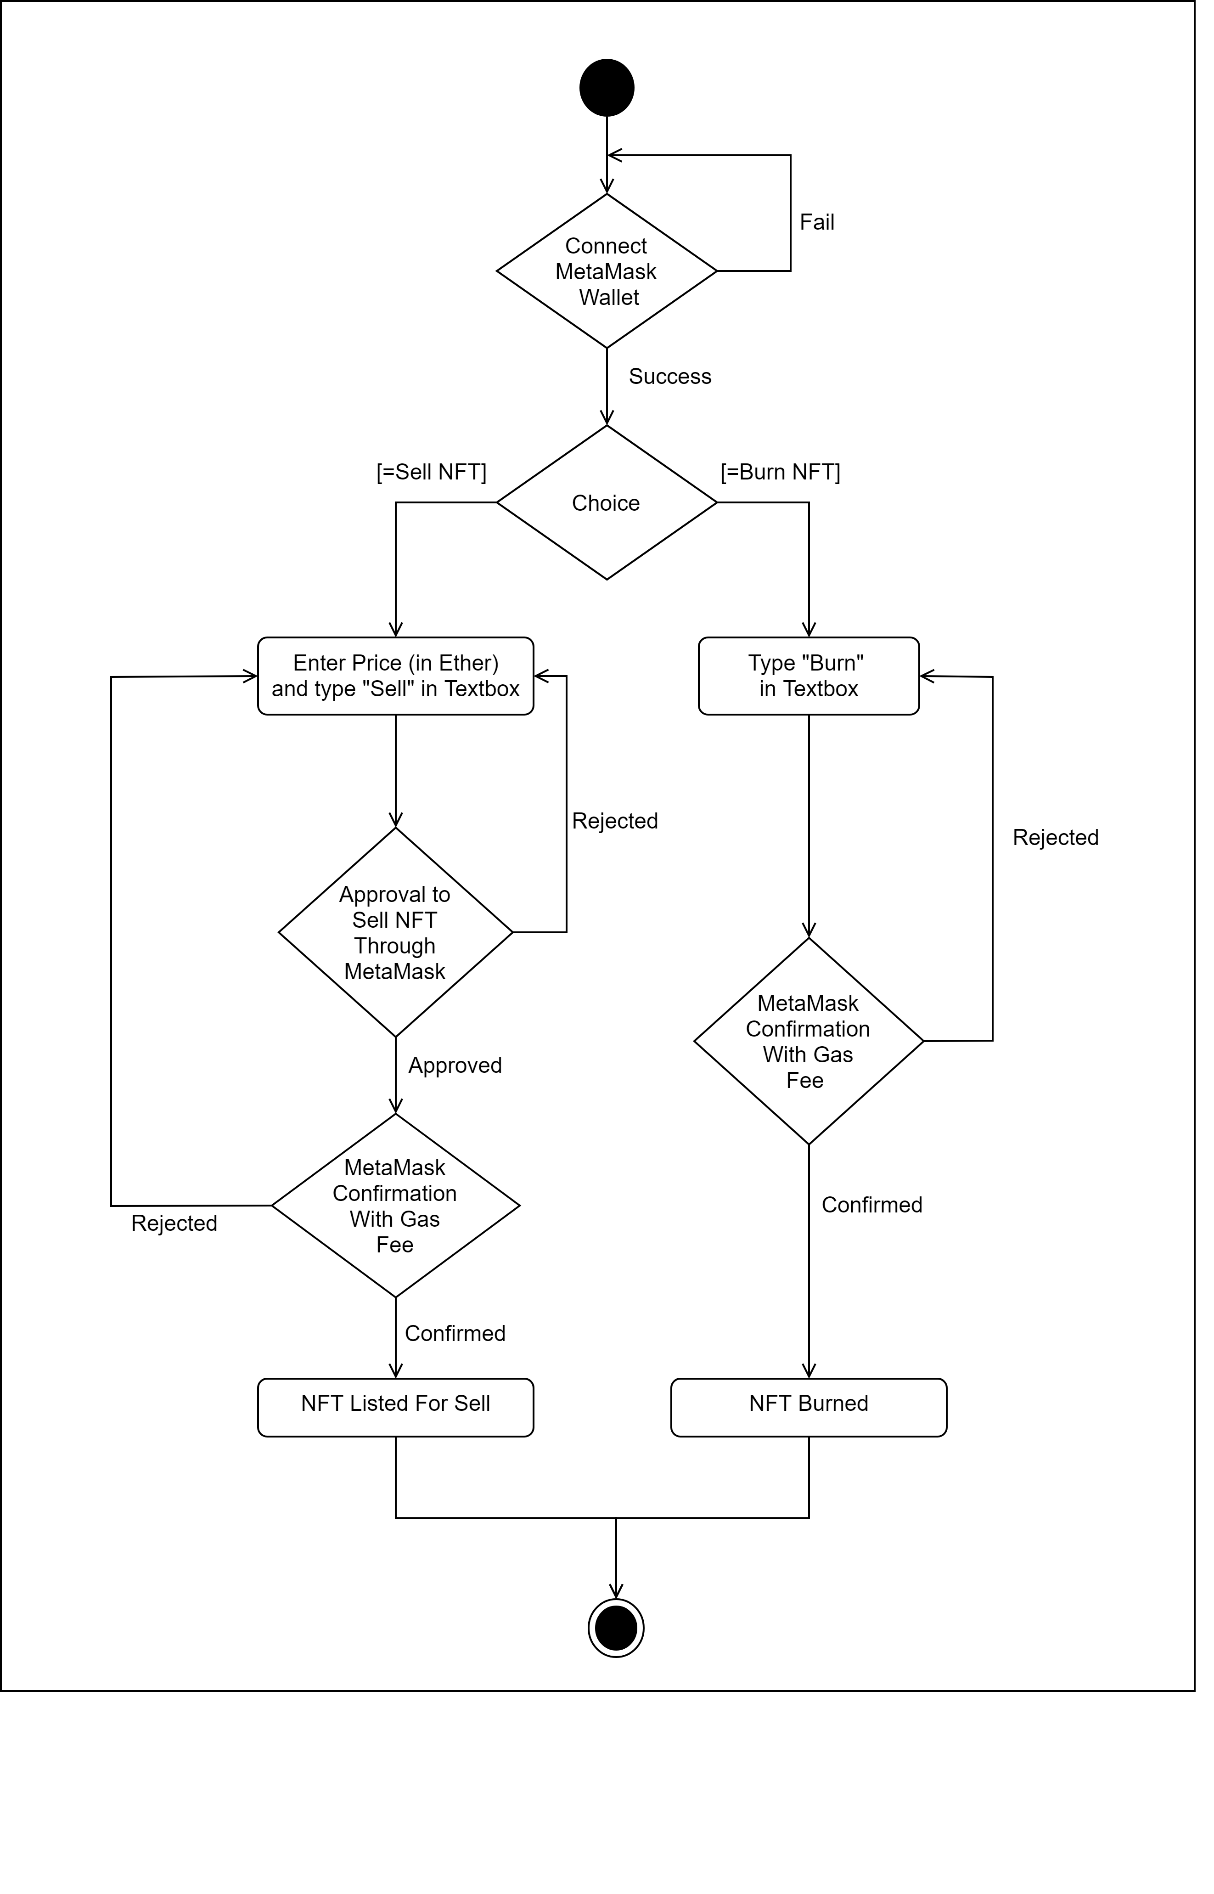 Fail
Connect
MetaMask
Wallet
Success
[=Sell NFT]
[=Burn NFT]
Choice
Enter Price (in Ether)
and type "Sell" in Textbox
Type "Burn"
in Textbox
Rejected
Rejected
Approval to
Sell NFT
Through
MetaMask
MetaMask
Confirmation
With Gas
Fee
Approved
MetaMask
Confirmation
With Gas
Fee
Rejected
Confirmed
Confirmed
NFT Listed For Sell
NFT Burned